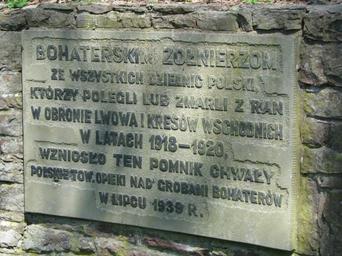 BOHATERSKIM ŻOŁNIERZOM
ZE WSZYSTKICH DZIELNIC POLSKI,
KTÓRZY POLEGLI LUB ZMARLI Z RAN
W OBRONIE LWOWA I KRESÓW WSCHODNICH
W LATACH 1918-1920,
WZNIOSŁO TEN POMNIK CHWAŁY
POLSKIE TOW. OPIEKI NAD GROBAMI BOHATERÓW
W LIPCU 1939 R.